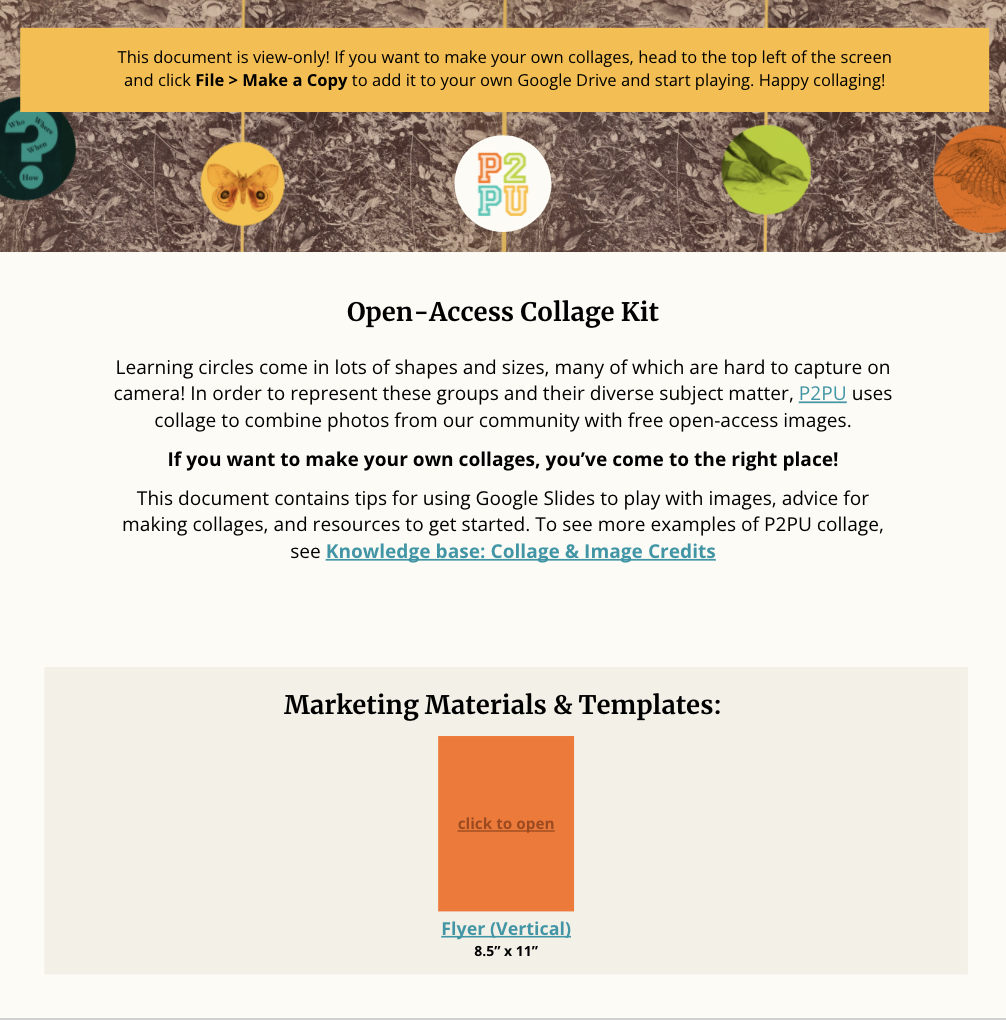 This document is view-only! If you want to make your own collages, head to the top left of the screen
and click File > Make a Copy to add it to your own Google Drive and start playing. Happy collaging!
Who
Where
When
How
P2
PU
Open-Access Collage Kit
Learning circles come in lots of shapes and sizes, many of which are hard to capture on
camera! In order to represent these groups and their diverse subject matter, P2PU uses
collage to combine photos from our community with free open-access images.
If you want to make your own collages, you’ve come to the right place!
This document contains tips for using Google Slides to play with images, advice for
making collages, and resources to get started. To see more examples of P2PU collage,
see Knowledge base: Collage & Image Credits
Marketing Materials & Templates:
click to open
Flyer (Vertical)
8.5” x 11”